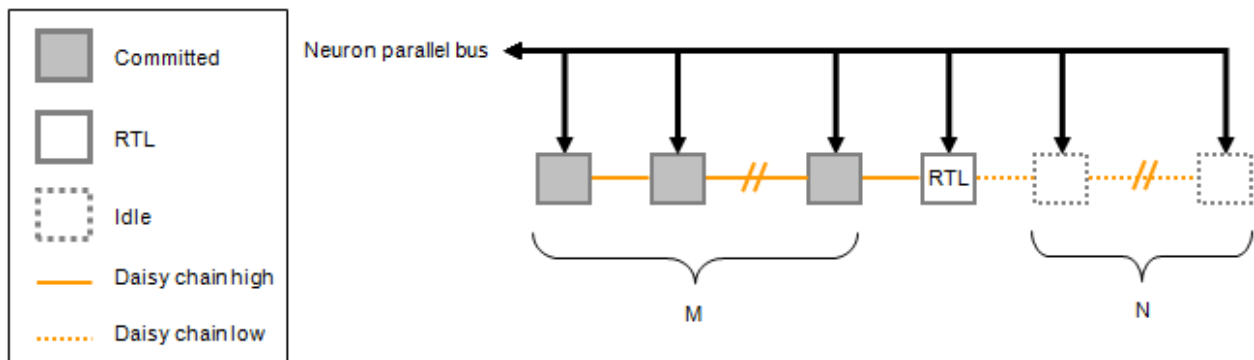 Committed
RTL
Idle
Daisy chain high
Daisy chain low
Neuron parallel bus
RTL
M
N